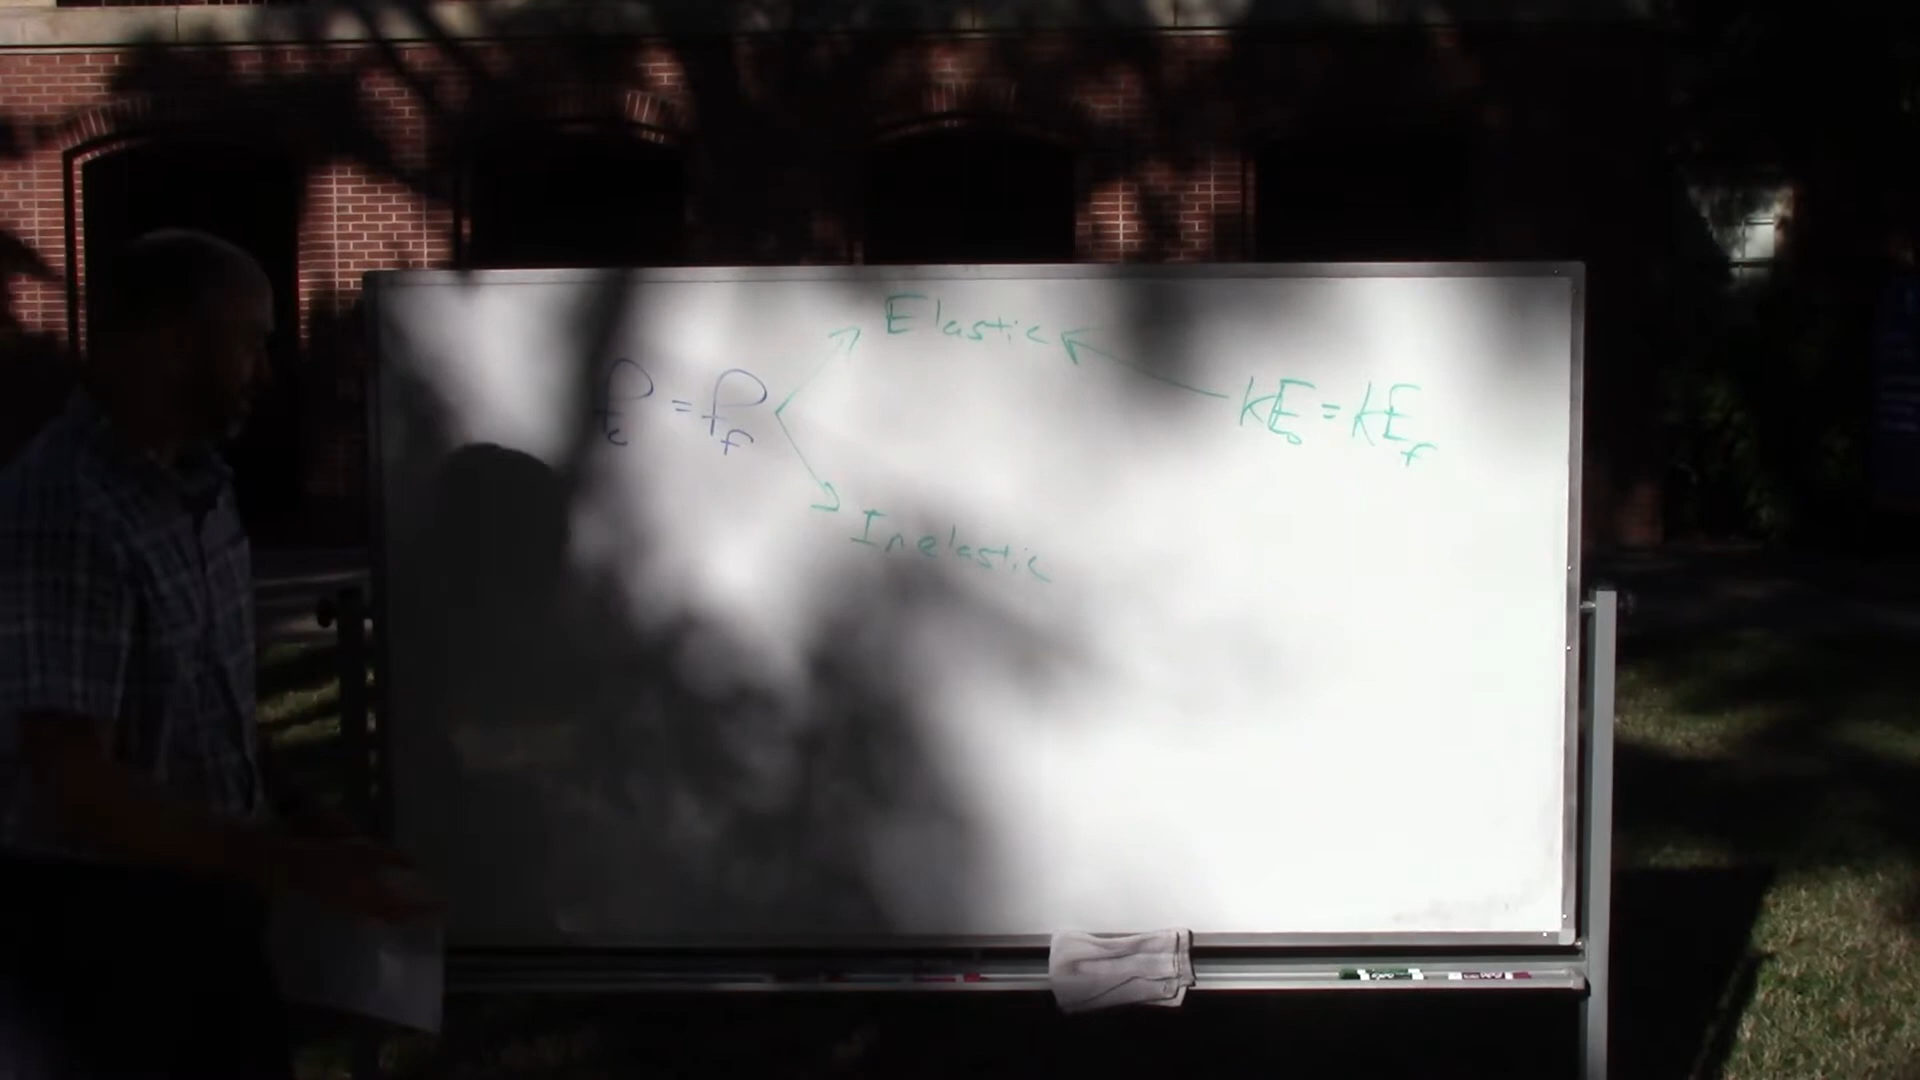 Elastic
P₀ = P_f
KE₀ = KE_f
Inelastic